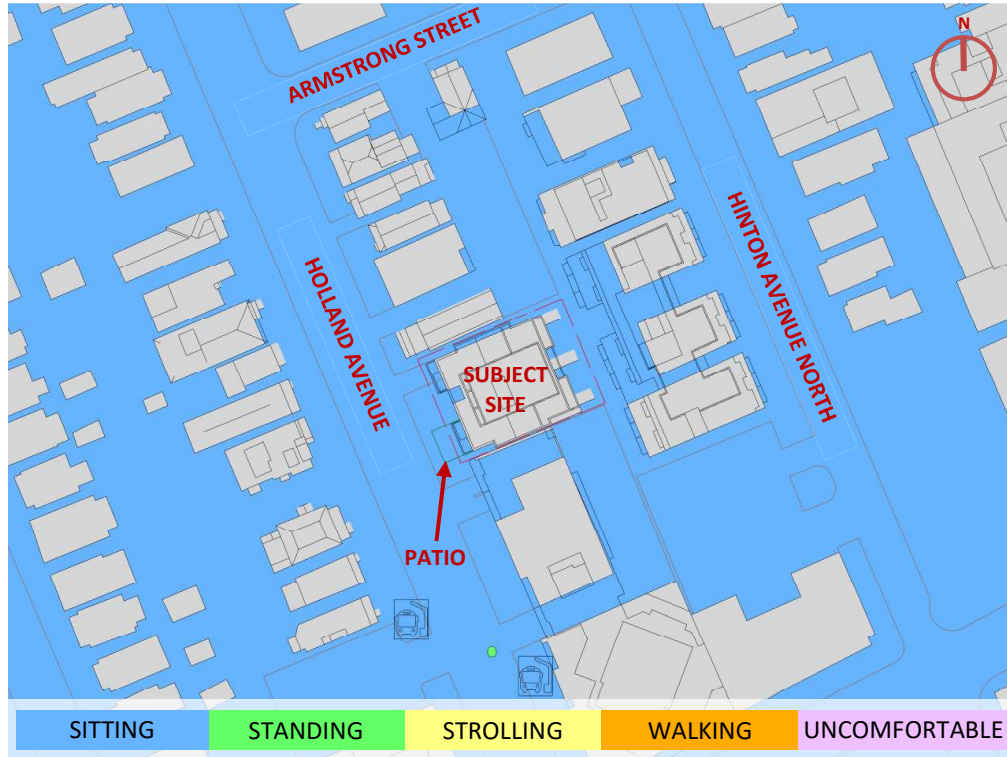 N
ARMSTRONG STREET
HOLLAND AVENUE
HINTON AVENUE NORTH
SUBJECT
SITE
PATIO
SITTING
STANDING
STROLLING
WALKING
UNCOMFORTABLE